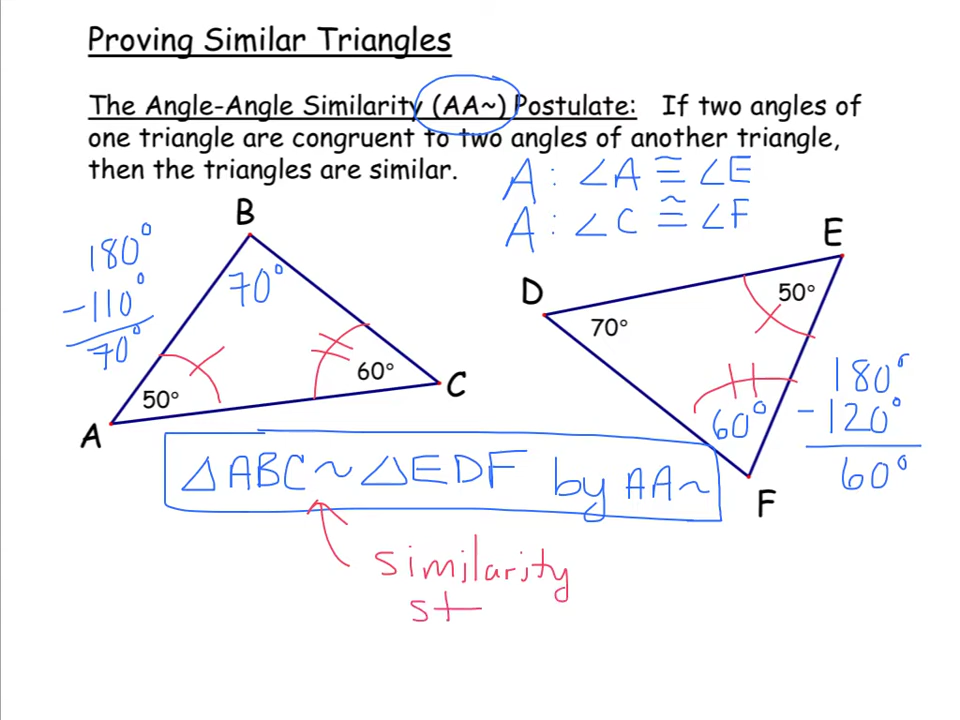 Proving Similar Triangles
The Angle-Angle Similarity (AA~) Postulate: If two angles of
one triangle are congruent to two angles of another triangle,
then the triangles are similar.
A: ∠A ≅ ∠E
A: ∠C ≅ ∠F
180°
-110°
70°
B
70°
50°
A
60°
C
D
70°
E
50°
60°
F
180°
-120°
60°
△ABC ~ △EDF by AA~
similarity
st